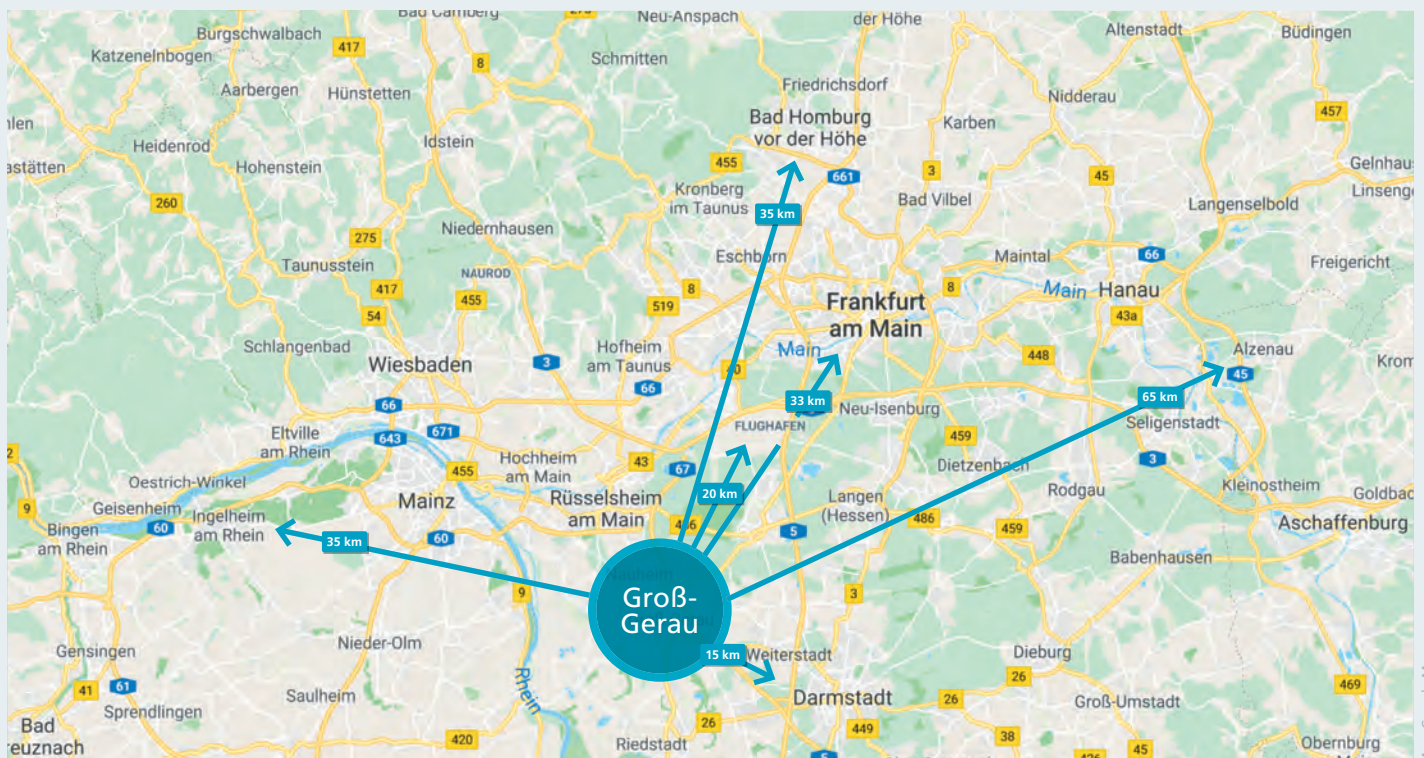 Bad Camberg
Neu-Anspach
der Höhe
Burgschwalbach
Altenstadt
Büdingen
417
Katzenelnbogen
8
Schmitten
Friedrichsdorf
Aarbergen
Hünstetten
Nidderau
457
Bad Homburg
vor der Höhe
Karben
Heidenrod
Idstein
Hohenstein
455
3
45
661
Kronberg
im Taunus
Bad Vilbel
Langenselbold
260
35 km
Niedernhausen
275
Taunusstein
Eschborn
Maintal
66
Freigericht
NAUROD
417
455
8
519
8
Main
Hanau
Frankfurt
am Main
43a
54
Schlangenbad
Hofheim
am Taunus
Main
448
Alzenau
Wiesbaden
3
45
66
66
33 km
65 km
Neu-Isenburg
Seligenstadt
FLUGHAFEN
Eltville
am Rhein
643
671
459
Hochheim
am Main
43
67
Dietzenbach
3
455
Oestrich-Winkel
Geisenheim
Mainz
Rüsselsheim
am Main
20 km
Langen
(Hessen)
Rodgau
Kleinostheim
9
Bingen
am Rhein
60
Ingelheim
am Rhein
486
459
Aschaffenburg
35 km
60
5
Babenhausen
9
3
Groß-
Gerau
Nieder-Olm
15 km
Weiterstadt
Dieburg
Gensingen
41
61
Saulheim
Rhein
Darmstadt
26
26
469
Groß-Umstadt
Sprendlingen
Bad
26
449
420
Riedstadt
38
45
Obernburg
5